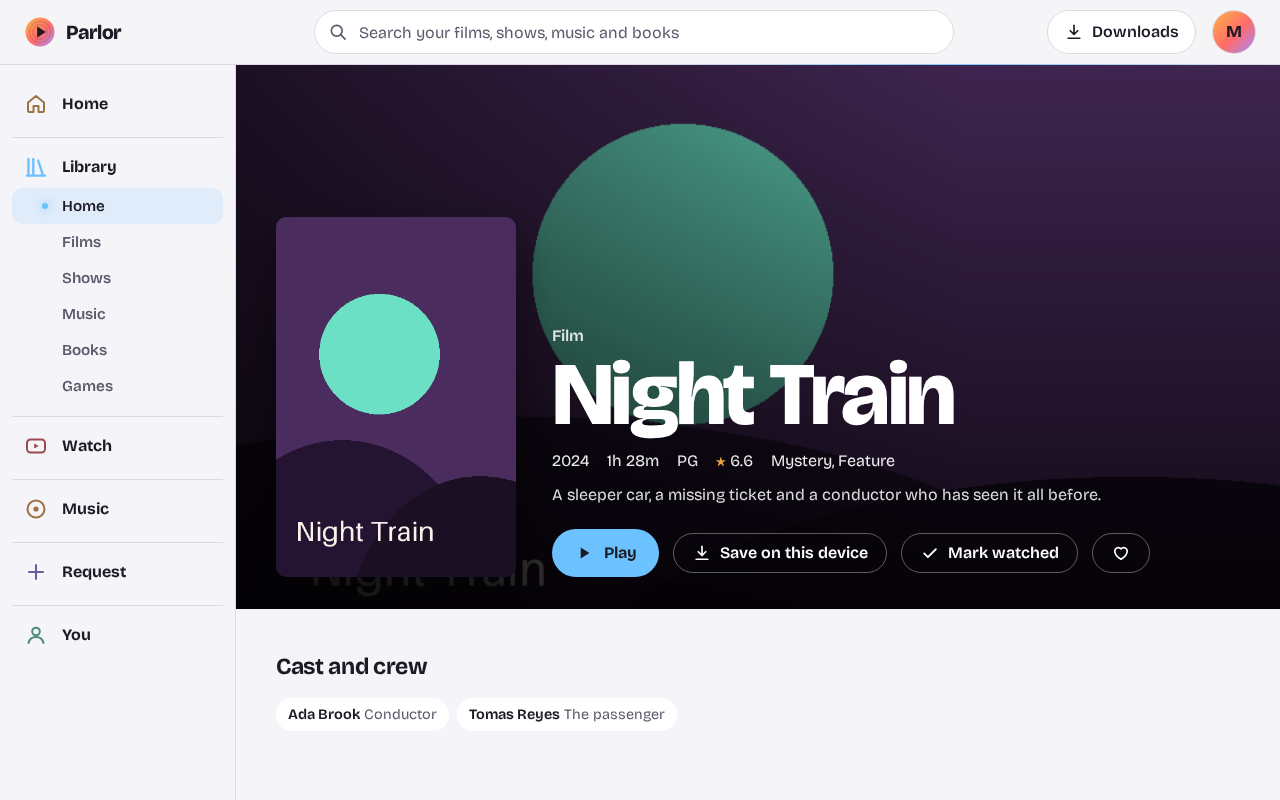 Parlor
Search your films, shows, music and books
Downloads
M
Home
Library
Home
Films
Shows
Music
Books
Games
Watch
Music
Request
You
Night Train
Film
Night Train
2024 1h 28m PG ★ 6.6 Mystery, Feature
A sleeper car, a missing ticket and a conductor who has seen it all before.
Play
Save on this device
Mark watched
Night Train
Cast and crew
Ada Brook Conductor
Tomas Reyes The passenger